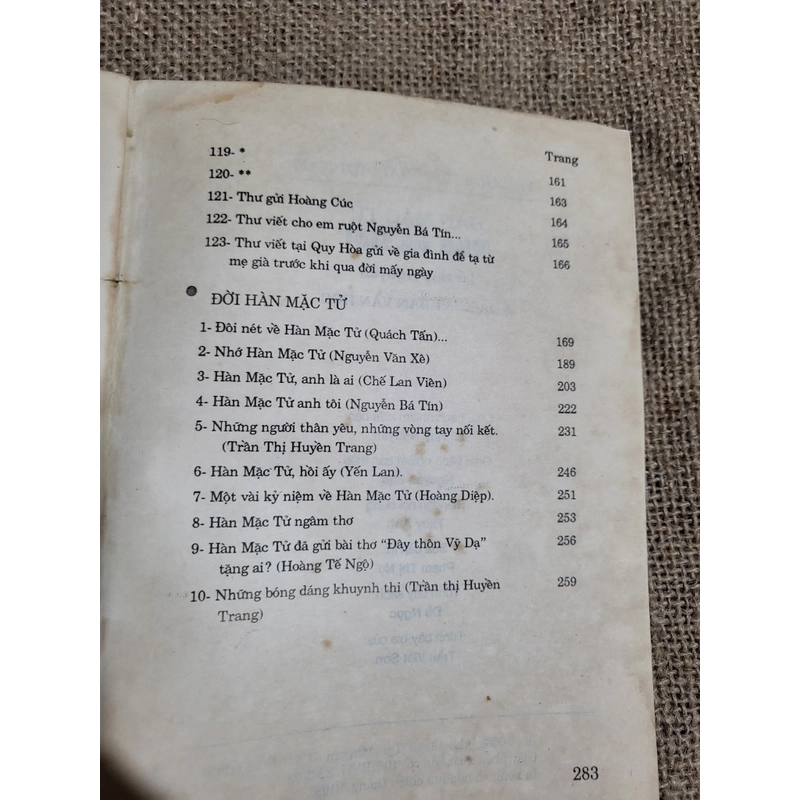 119- * Trang
120- ** 161
121- Thư gửi Hoàng Cúc 163
122- Thư viết cho em ruột Nguyễn Bá Tín... 164
123- Thư viết tại Quy Hòa gửi về gia đình để tạ từ 165
mẹ già trước khi qua đời mấy ngày 166
ĐỜI HÀN MẶC TỬ
1- Đôi nét về Hàn Mặc Tử (Quách Tấn)... 169
2- Nhớ Hàn Mặc Tử (Nguyễn Văn Xê) 189
3- Hàn Mặc Tử, anh là ai (Chế Lan Viên) 203
4- Hàn Mặc Tử anh tôi (Nguyễn Bá Tín) 222
5- Những người thân yêu, những vòng tay nối kết. 231
(Trần Thị Huyền Trang)
6- Hàn Mặc Tử, hồi ấy (Yến Lan). 246
7- Một vài kỷ niệm về Hàn Mặc Tử (Hoàng Diệp). 251
8- Hàn Mặc Tử ngâm thơ 253
9- Hàn Mặc Tử đã gửi bài thơ "Đây thôn Vỹ Dạ" 256
tặng ai? (Hoàng Tế Ngộ)
10- Những bóng dáng khuynh thi (Trần thị Huyền 259
Trang)
283